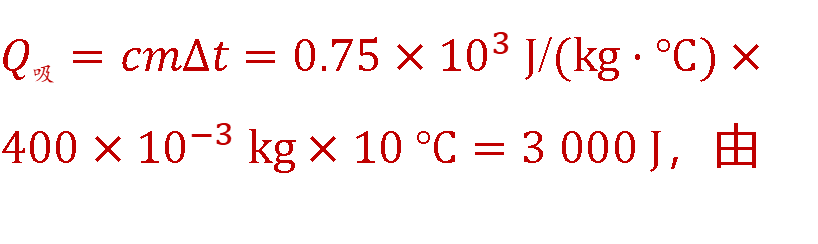 Q吸 = cmΔt = 0.75 × 10³ J/(kg · ℃) ×
400 × 10⁻³ kg × 10 ℃ = 3 000 J，由